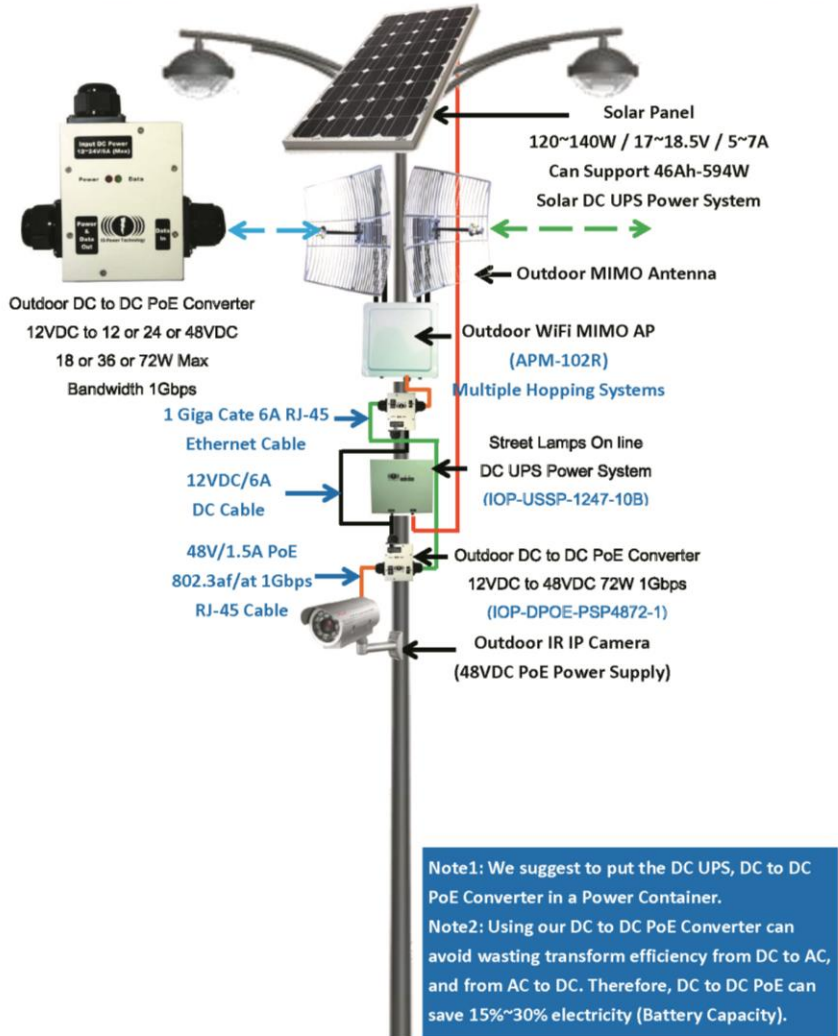 Solar Panel
120~140W / 17~18.5V / 5~7A
Can Support 46Ah-594W
Solar DC UPS Power System
Input DC Power
12~24V/6A (Max)
Power
Data
Power
& Data
Out
Data
In
Outdoor MIMO Antenna
Outdoor DC to DC PoE Converter
12VDC to 12 or 24 or 48VDC
18 or 36 or 72W Max
Bandwidth 1Gbps
Outdoor WiFi MIMO AP
(APM-102R)
Multiple Hopping Systems
1 Giga Cate 6A RJ-45
Ethernet Cable
Street Lamps On line
DC UPS Power System
(IOP-USSP-1247-10B)
12VDC/6A
DC Cable
48V/1.5A PoE
802.3af/at 1Gbps
RJ-45 Cable
Outdoor DC to DC PoE Converter
12VDC to 48VDC 72W 1Gbps
(IOP-DPOE-PSP4872-1)
Outdoor IR IP Camera
(48VDC PoE Power Supply)
Note1: We suggest to put the DC UPS, DC to DC
PoE Converter in a Power Container.
Note2: Using our DC to DC PoE Converter can
avoid wasting transform efficiency from DC to AC,
and from AC to DC. Therefore, DC to DC PoE can
save 15%~30% electricity (Battery Capacity).